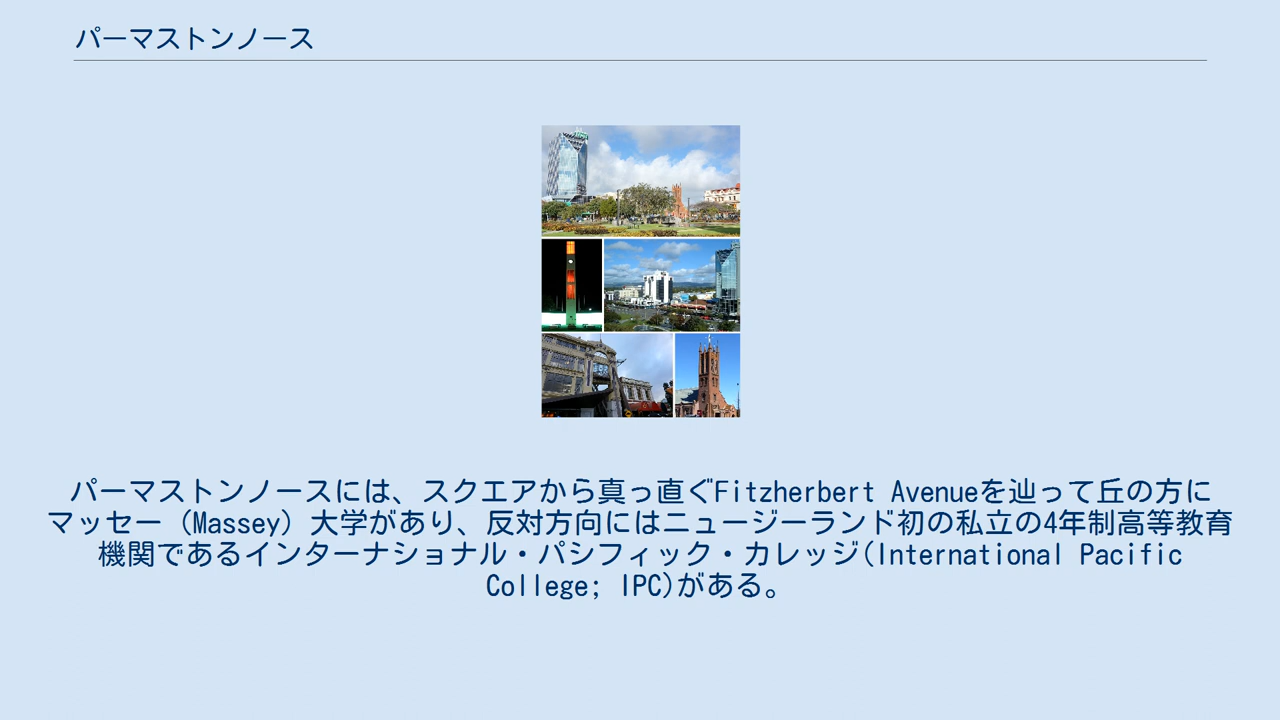 パーマストンノース
パーマストンノースには、スクエアから真っ直ぐFitzherbert Avenueを辿って丘の方に
マッセー（Massey）大学があり、反対方向にはニュージーランド初の私立の4年制高等教育
機関であるインターナショナル・パシフィック・カレッジ(International Pacific
College; IPC)がある。